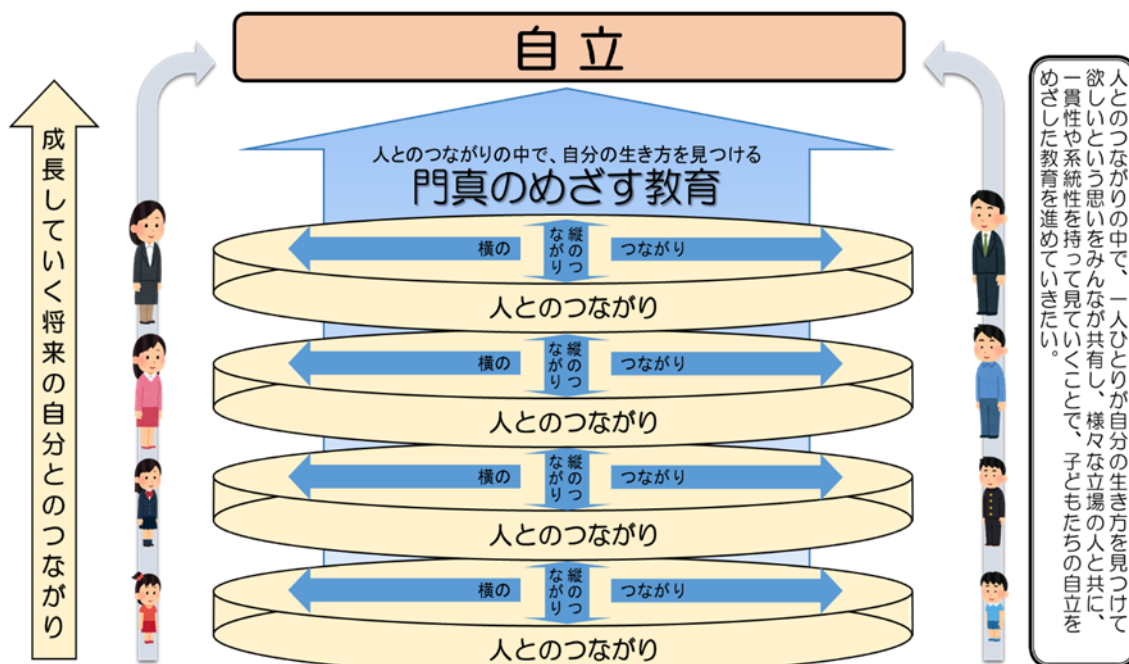 自立
人とのつながりの中で、自分の生き方を見つける
門真のめざす教育
成長していく将来の自分とのつながり
横の
縦のつ
ながり
つながり
人とのつながり
横の
縦のつ
ながり
つながり
人とのつながり
横の
縦のつ
ながり
つながり
人とのつながり
横の
縦のつ
ながり
つながり
人とのつながり
人とのつながりの中で、一人ひとりが自分の生き方を見つけて
欲しいという思いをみんなが共有し、様々な立場の人と共に、
一貫性や系統性を持って見ていくことで、子どもたちの自立を
めざした教育を進めていきたい。